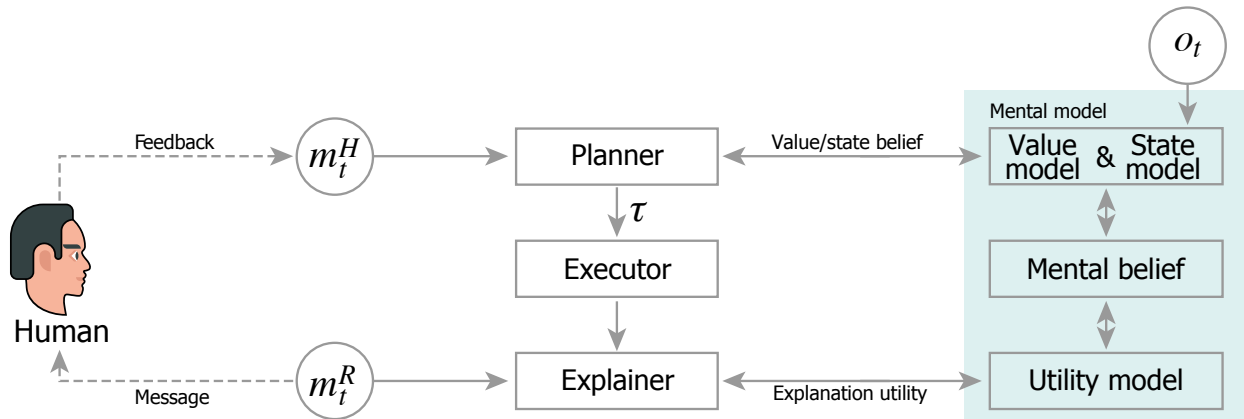 o_t
Mental model
Feedback
m_t^H
Planner
Value/state belief
Value model & State model
τ
Executor
Mental belief
Human
Message
m_t^R
Explainer
Explanation utility
Utility model